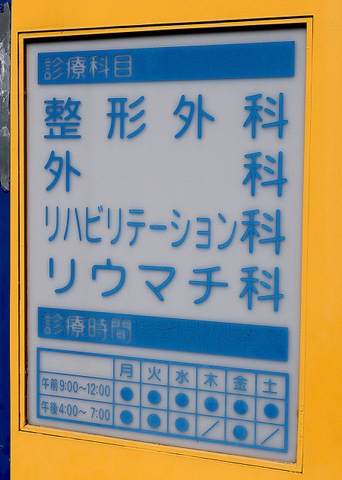 診療科目
整形外科
外科
リハビリテーション科
リウマチ科
診療時間
月 火 水 木 金 土
午前9:00～12:00 ● ● ● ● ● ●
午後4:00～ 7:00 ● ● ● ／ ● ／